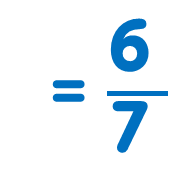 = 6/7